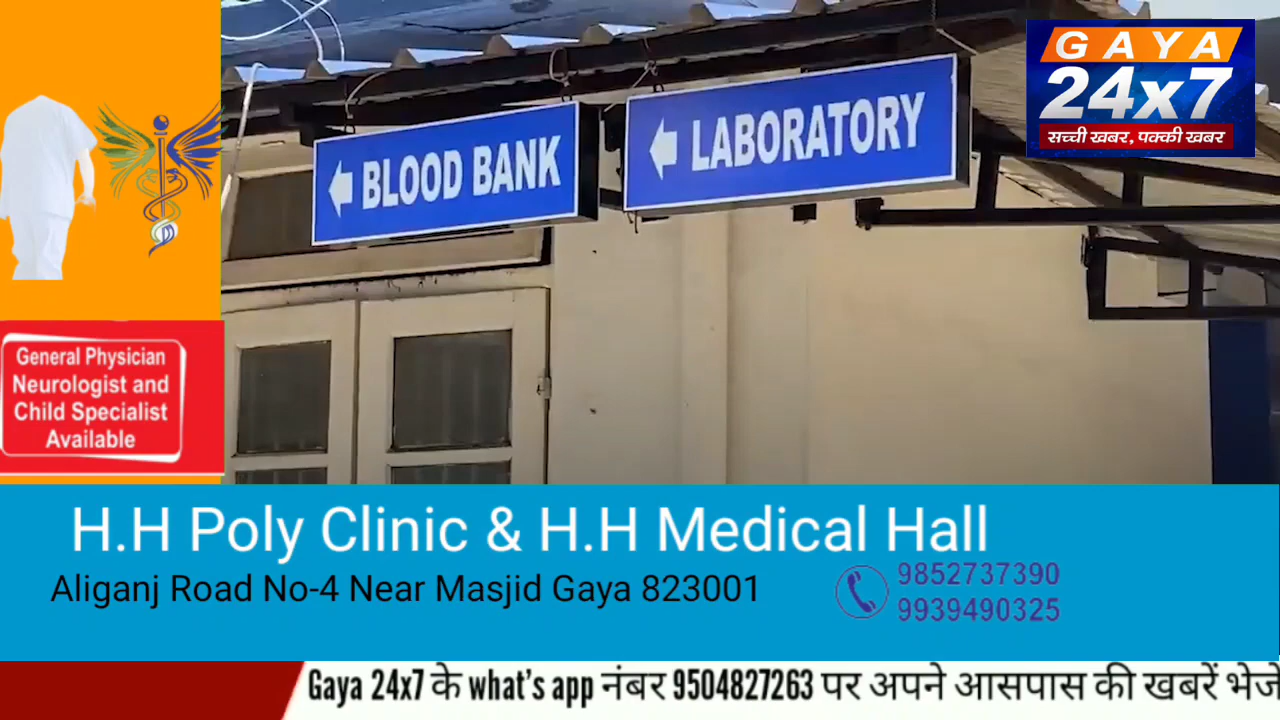 BLOOD BANK
LABORATORY
GAYA
24x7
सच्ची खबर, पक्की खबर
General Physician
Neurologist and
Child Specialist
Available
H.H Poly Clinic & H.H Medical Hall
Aliganj Road No-4 Near Masjid Gaya 823001
9852737390
9939490325
Gaya 24x7 के what's app नंबर 9504827263 पर अपने आसपास की खबरें भेजे